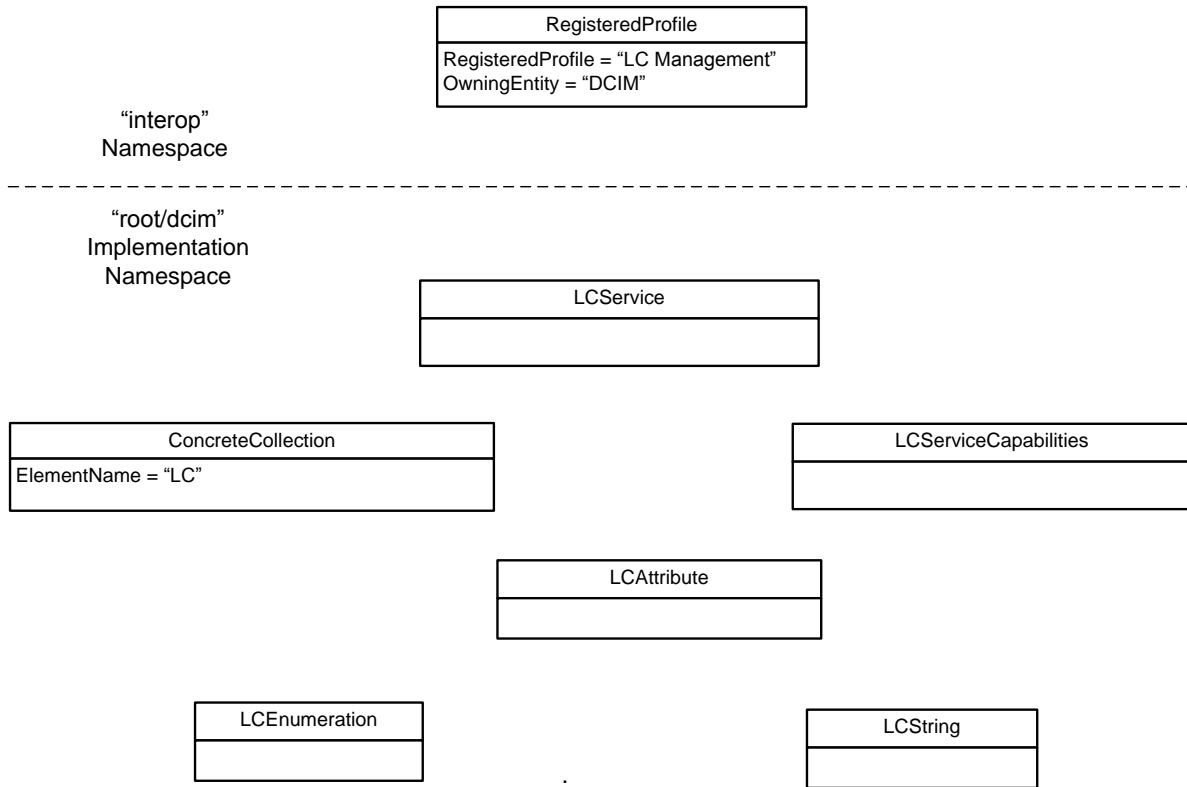 RegisteredProfile
RegisteredProfile = “LC Management”
OwningEntity = “DCIM”
“interop”
Namespace
“root/dcim”
Implementation
Namespace
LCService
ConcreteCollection
ElementName = “LC”
LCServiceCapabilities
LCAttribute
LCEnumeration
LCString
.